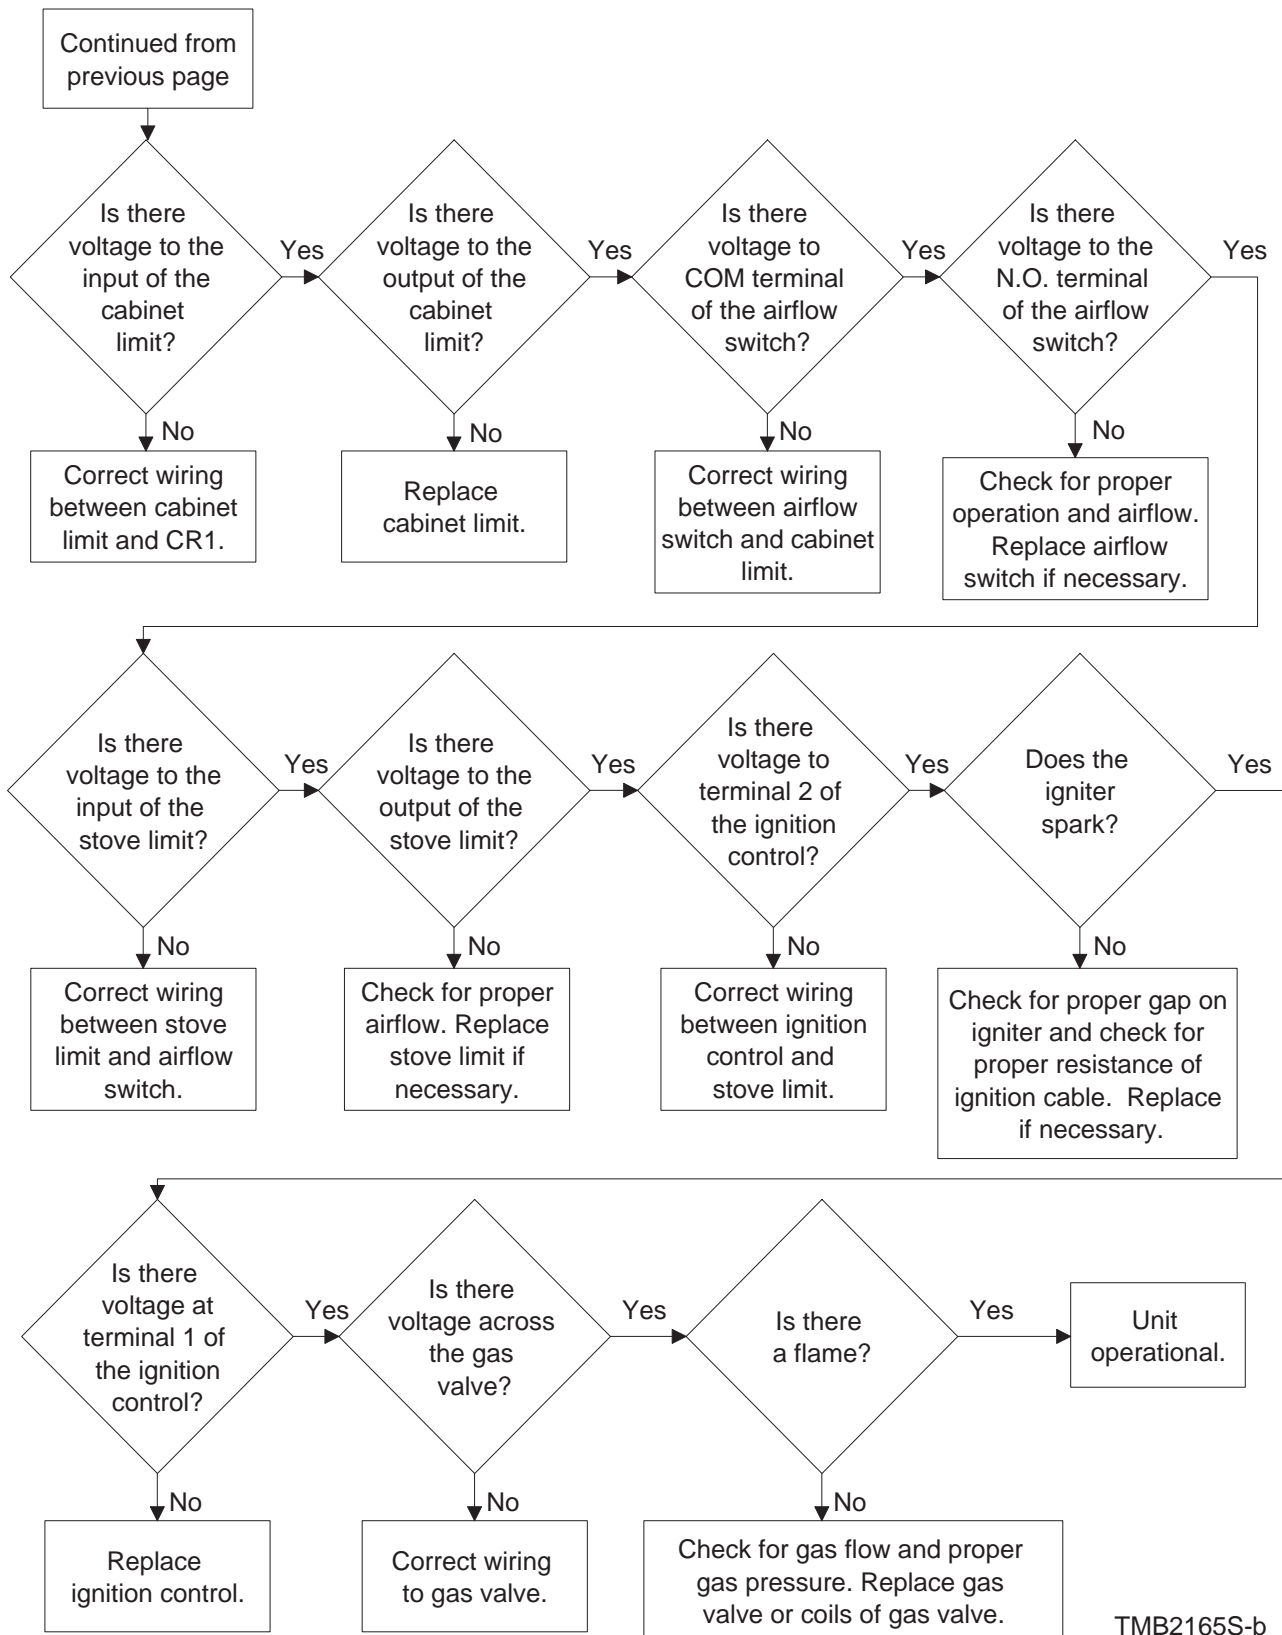 Continued from
previous page
Is there
voltage to the
input of the
cabinet
limit?
Yes
Is there
voltage to the
output of the
cabinet
limit?
Yes
Is there
voltage to
COM terminal
of the airflow
switch?
Yes
Is there
voltage to the
N.O. terminal
of the airflow
switch?
Yes
No
Correct wiring
between cabinet
limit and CR1.
No
Replace
cabinet limit.
No
Correct wiring
between airflow
switch and cabinet
limit.
No
Check for proper
operation and airflow.
Replace airflow
switch if necessary.
Is there
voltage to the
input of the
stove limit?
Yes
Is there
voltage to the
output of the
stove limit?
Yes
Is there
voltage to
terminal 2 of
the ignition
control?
Yes
Does the
igniter
spark?
Yes
No
Correct wiring
between stove
limit and airflow
switch.
No
Check for proper
airflow. Replace
stove limit if
necessary.
No
Correct wiring
between ignition
control and
stove limit.
No
Check for proper gap on
igniter and check for
proper resistance of
ignition cable.  Replace
if necessary.
Is there
voltage at
terminal 1 of
the ignition
control?
Yes
Is there
voltage across
the gas
valve?
Yes
Is there
a flame?
Yes
Unit
operational.
No
Replace
ignition control.
No
Correct wiring
to gas valve.
No
Check for gas flow and proper
gas pressure. Replace gas
valve or coils of gas valve.
TMB2165S-b